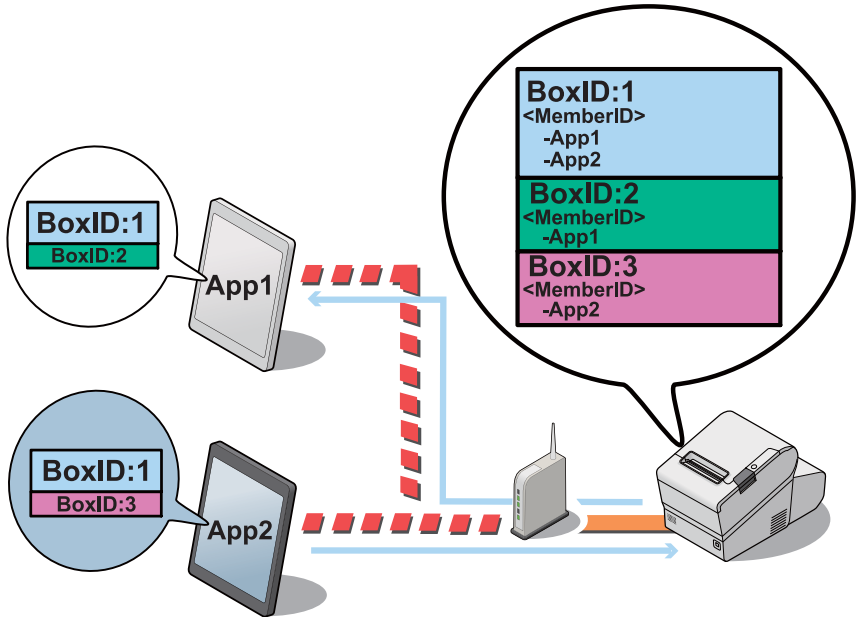 BoxID:1
<MemberID>
-App1
-App2
BoxID:2
<MemberID>
-App1
BoxID:3
<MemberID>
-App2
BoxID:1
BoxID:2
App1
BoxID:1
BoxID:3
App2